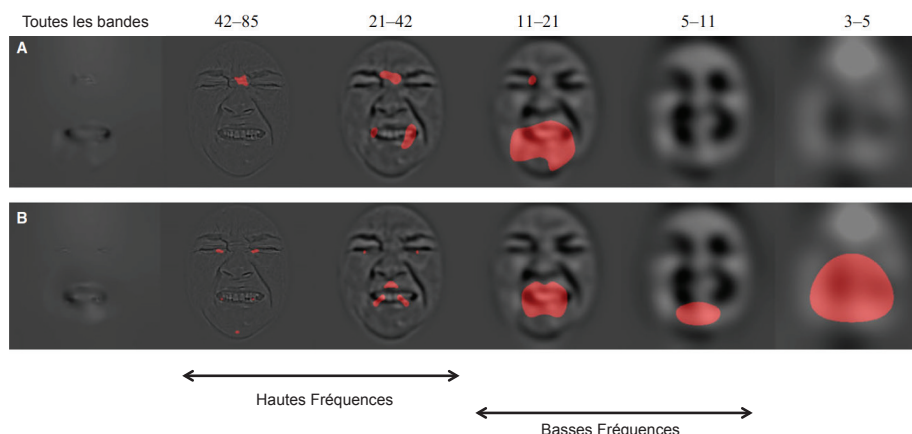 Toutes les bandes 42–85 21–42 11–21 5–11 3–5
A
B
Hautes Fréquences
Basses Fréquences